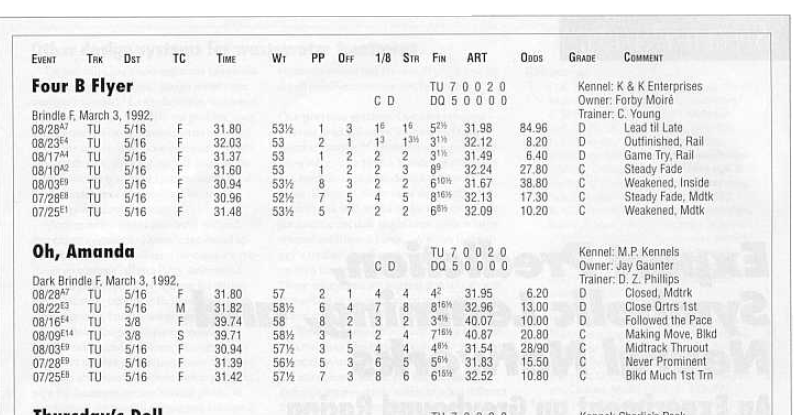 EVENT TRK DST TC TIME WT PP OFF 1/8 STR FIN ART ODDS GRADE COMMENT
Four B Flyer TU 7 0 0 2 0 Kennel: K & K Enterprises
C D DQ 5 0 0 0 0 Owner: Forby Moiré
Trainer: C. Young
Brindle F, March 3, 1992,
08/28A7 TU 5/16 F 31.80 53½ 1 3 1⁶ 1⁶ 5²½ 31.98 84.96 D Lead til Late
08/23E4 TU 5/16 F 32.03 53 2 1 1³ 1³½ 3¹½ 32.12 8.20 D Outfinished, Rail
08/17A4 TU 5/16 F 31.37 53 1 2 2 2 3¹½ 31.49 6.40 D Game Try, Rail
08/10A2 TU 5/16 F 31.60 53 1 2 2 3 8⁹ 32.24 27.80 C Steady Fade
08/03E9 TU 5/16 F 30.94 53½ 8 3 2 2 6¹⁰½ 31.67 38.80 C Weakened, Inside
07/28E8 TU 5/16 F 30.96 52½ 7 5 4 5 8¹⁶½ 32.13 17.30 C Steady Fade, Mdtk
07/25E1 TU 5/16 F 31.48 53½ 5 7 2 2 6⁸½ 32.09 10.20 C Weakened, Mdtk
Oh, Amanda TU 7 0 0 2 0 Kennel: M.P. Kennels
C D DQ 5 0 0 0 0 Owner: Jay Gaunter
Trainer: D. Z. Phillips
Dark Brindle F, March 3, 1992,
08/28A7 TU 5/16 F 31.80 57 2 1 4 4 4² 31.95 6.20 D Closed, Mdtrk
08/22E3 TU 5/16 M 31.82 58½ 6 4 7 8 8¹⁶½ 32.96 13.00 D Close Qrtrs 1st
08/16E4 TU 3/8 F 39.74 58 1 2 3 3 3⁴½ 40.07 10.00 D Followed the Pace
08/09E14 TU 3/8 S 39.71 58½ 3 1 2 4 7¹⁶½ 40.87 20.80 C Making Move, Blkd
08/03E9 TU 5/16 F 30.94 57½ 3 5 4 4 4⁸½ 31.54 28/90 C Midtrack Thruout
07/28E9 TU 5/16 F 31.39 56½ 5 3 6 5 6⁶½ 31.83 15.50 C Never Prominent
07/25E8 TU 5/16 F 31.42 57½ 7 3 8 6 6¹⁵½ 32.52 10.80 C Blkd Much 1st Trn